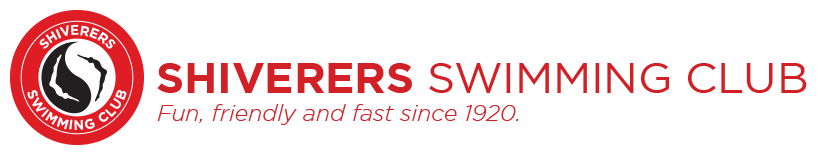 SHIVERERS
SWIMMING CLUB
SHIVERERS SWIMMING CLUB
Fun, friendly and fast since 1920.